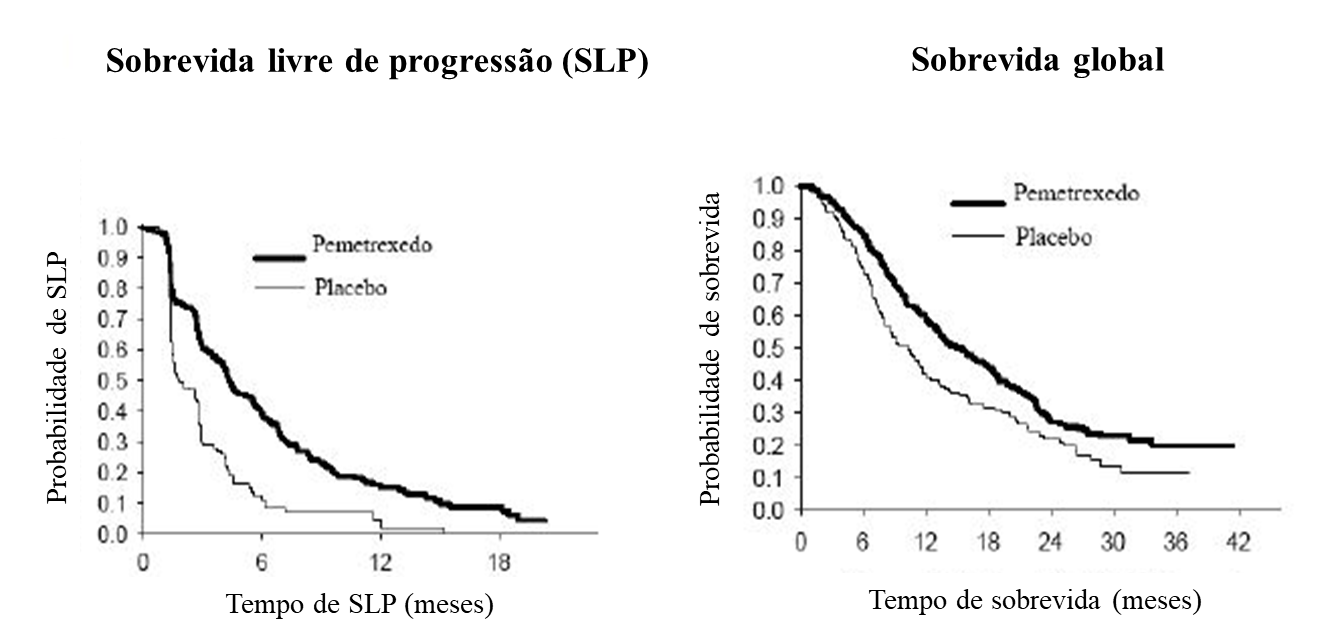 Sobrevida livre de progressão (SLP)
Probabilidade de SLP
1.0
0.9
0.8
0.7
0.6
0.5
0.4
0.3
0.2
0.1
0.0
Pemetrexedo
Placebo
0 6 12 18
Tempo de SLP (meses)
Sobrevida global
Probabilidade de sobrevida
1.0
0.9
0.8
0.7
0.6
0.5
0.4
0.3
0.2
0.1
0.0
Pemetrexedo
Placebo
0 6 12 18 24 30 36 42
Tempo de sobrevida (meses)